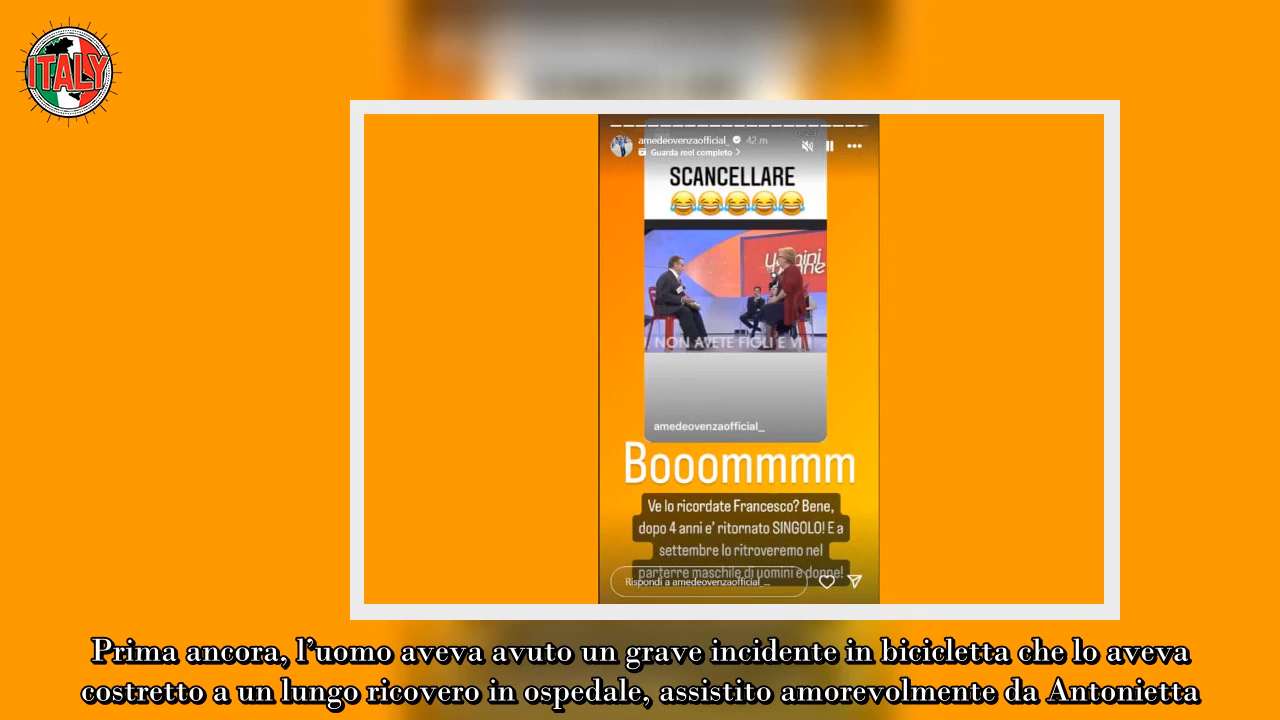 ITALY
amedeovenzaofficial_ 42 m
Guarda reel completo
SCANCELLARE
😂😂😂😂😂
uomini
donne
I, NON AVETE FIGLI E VI
amedeovenzaofficial_
Booommmm
Ve lo ricordate Francesco? Bene,
dopo 4 anni e' ritornato SINGOLO! E a
settembre lo ritroveremo nel
parterre maschile di uomini e donne!
Rispondi a amedeovenzaofficial_...
Prima ancora, l'uomo aveva avuto un grave incidente in bicicletta che lo aveva
costretto a un lungo ricovero in ospedale, assistito amorevolmente da Antonietta